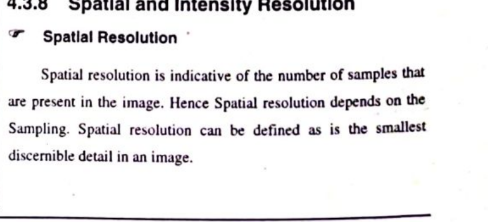 4.3.8 Spatial and Intensity Resolution
☞ Spatial Resolution
Spatial resolution is indicative of the number of samples that
are present in the image. Hence Spatial resolution depends on the
Sampling. Spatial resolution can be defined as is the smallest
discernible detail in an image.